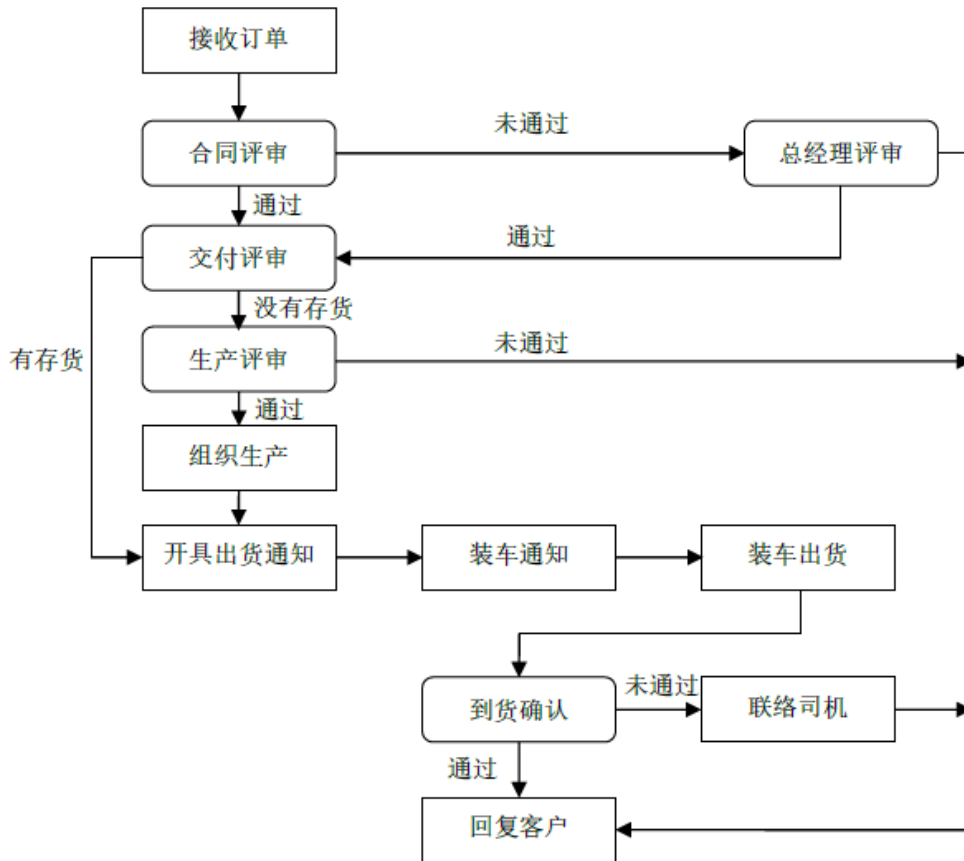 接收订单
未通过
合同评审
总经理评审
通过
通过
交付评审
没有存货
有存货
未通过
生产评审
通过
组织生产
开具出货通知
装车通知
装车出货
未通过
到货确认
联络司机
通过
回复客户